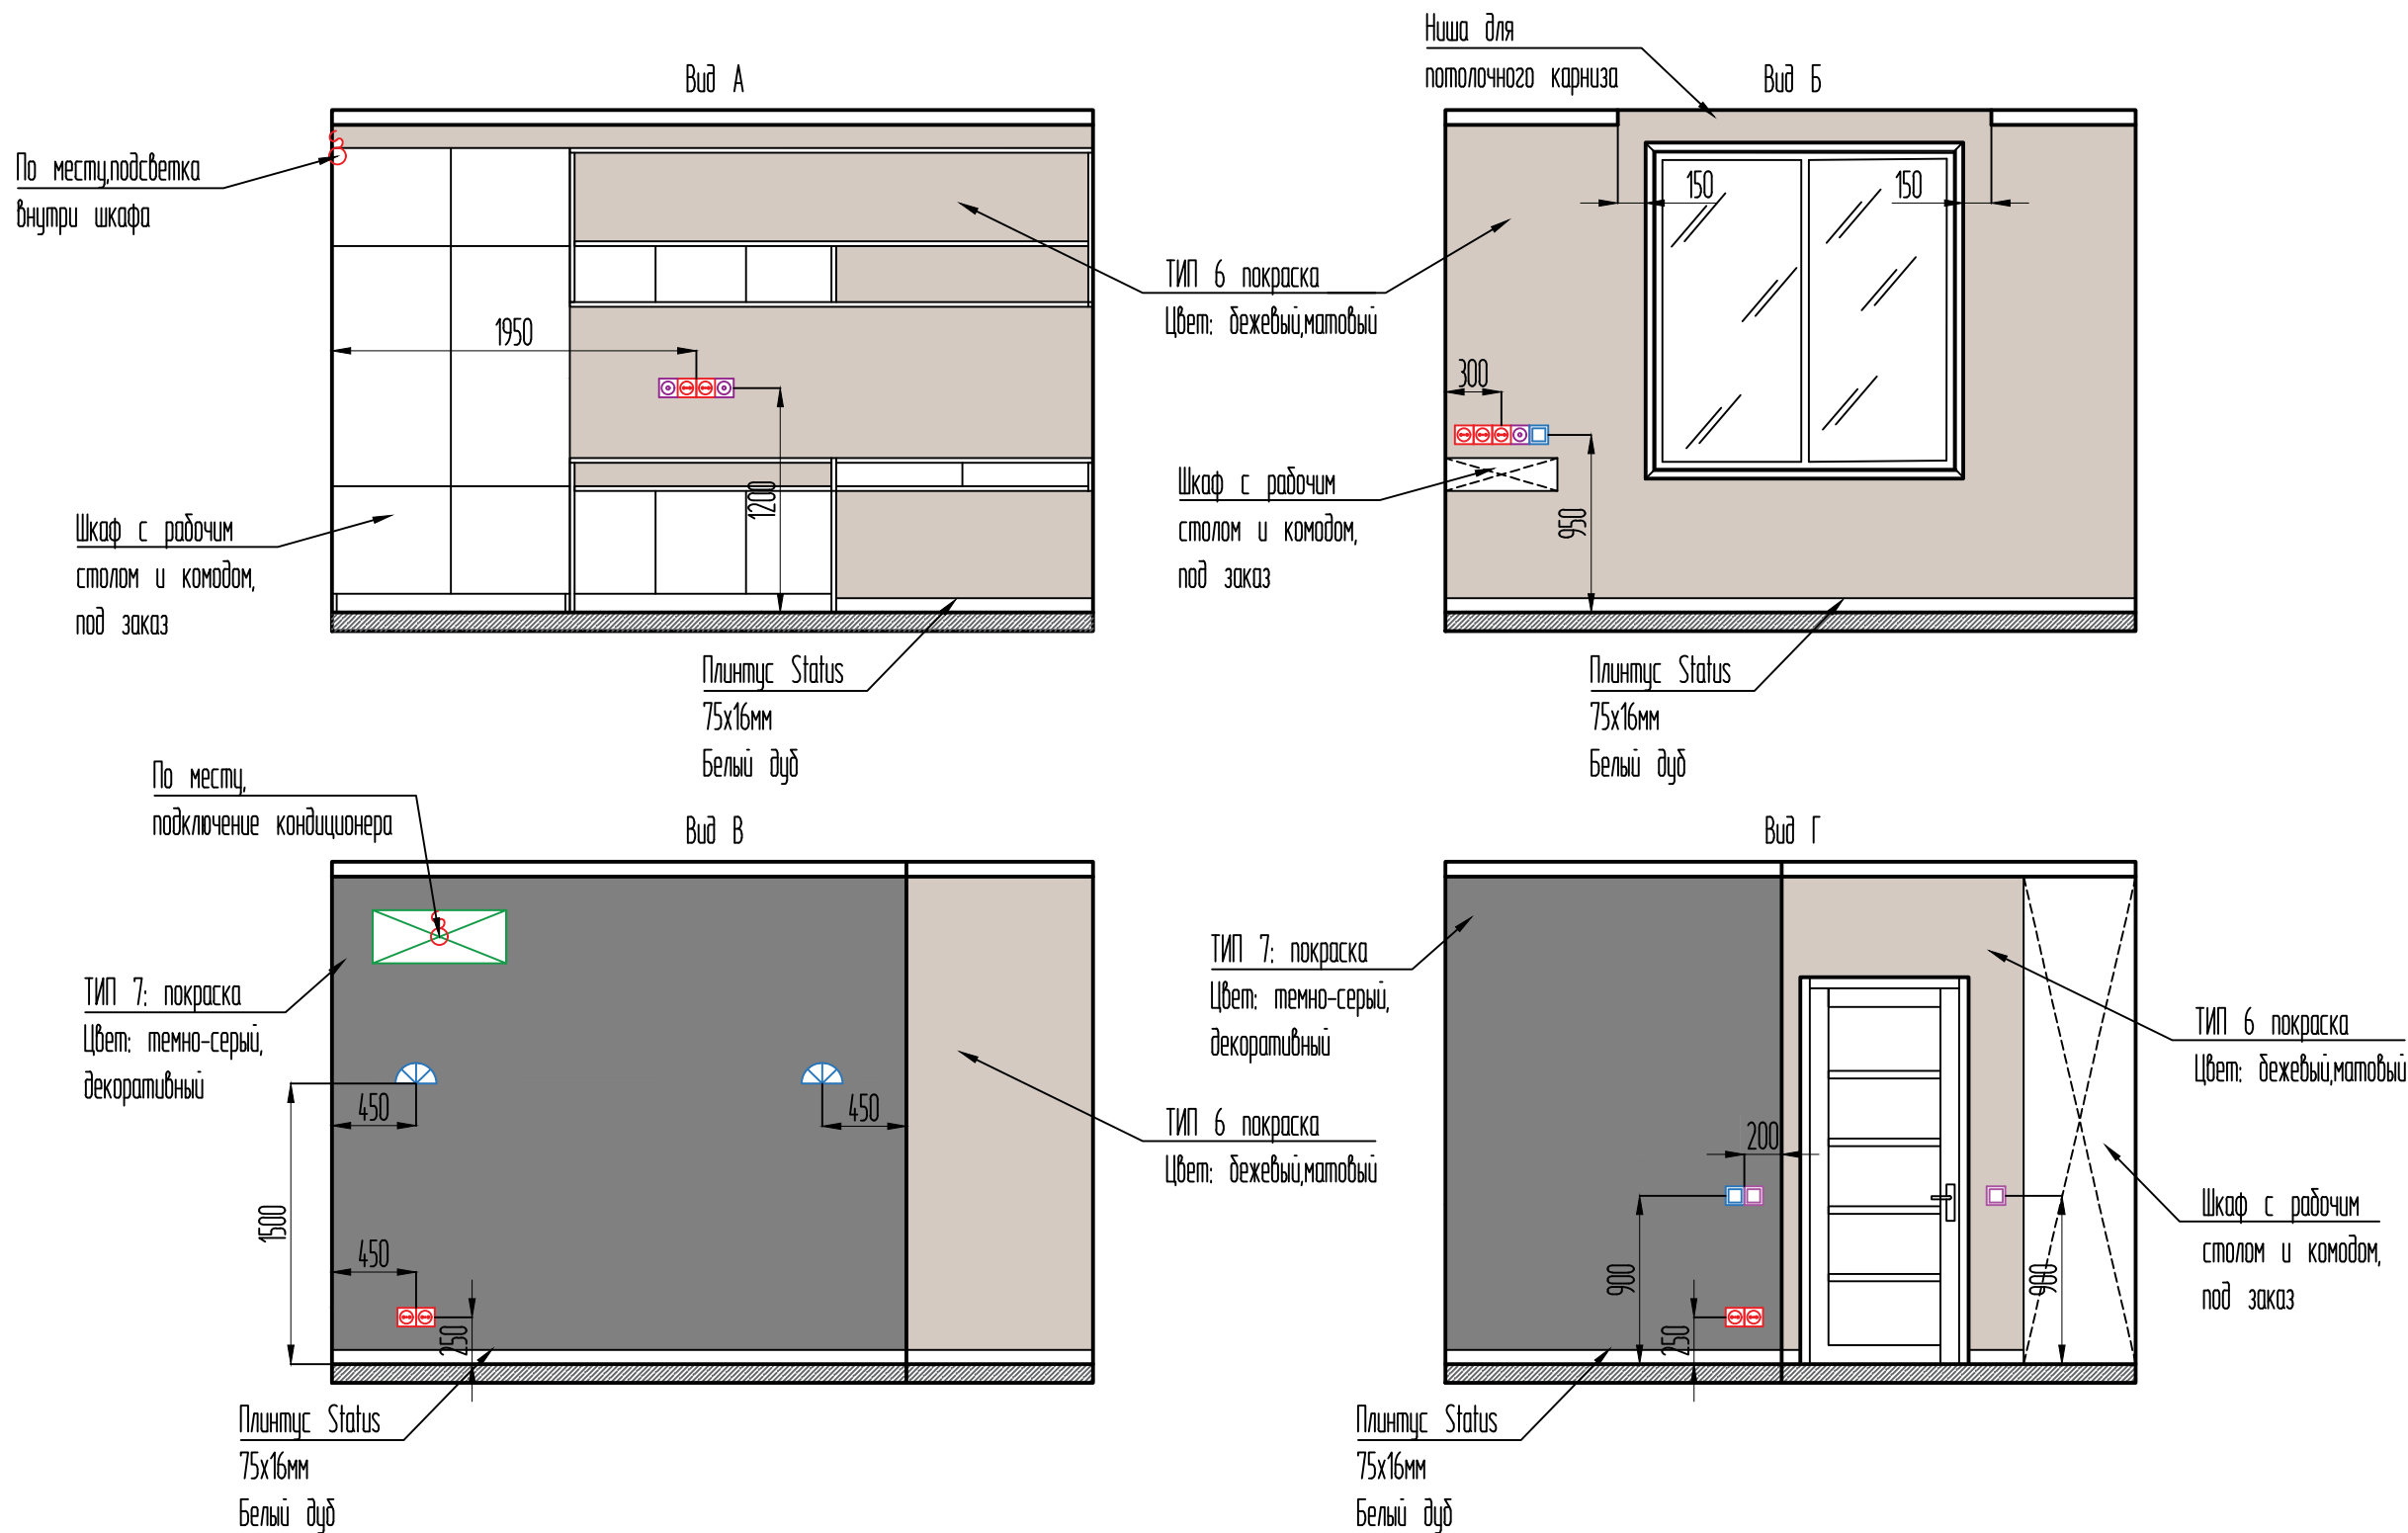 Ниша для
потолочного карниза
Вид А
Вид Б
По месту,подсветка
внутри шкафа
150
150
ТИП 6 покраска
Цвет: бежевый,матовый
1950
300
1200
Шкаф с рабочим
столом и комодом,
под заказ
950
Шкаф с рабочим
столом и комодом,
под заказ
Плинтус Status
75х16мм
Белый дуб
Плинтус Status
75х16мм
Белый дуб
По месту,
подключение кондиционера
Вид В
Вид Г
ТИП 7: покраска
Цвет: темно-серый,
декоративный
ТИП 7: покраска
Цвет: темно-серый,
декоративный
ТИП 6 покраска
Цвет: бежевый,матовый
450
450
ТИП 6 покраска
Цвет: бежевый,матовый
200
1500
450
250
900
250
900
Шкаф с рабочим
столом и комодом,
под заказ
Плинтус Status
75х16мм
Белый дуб
Плинтус Status
75х16мм
Белый дуб